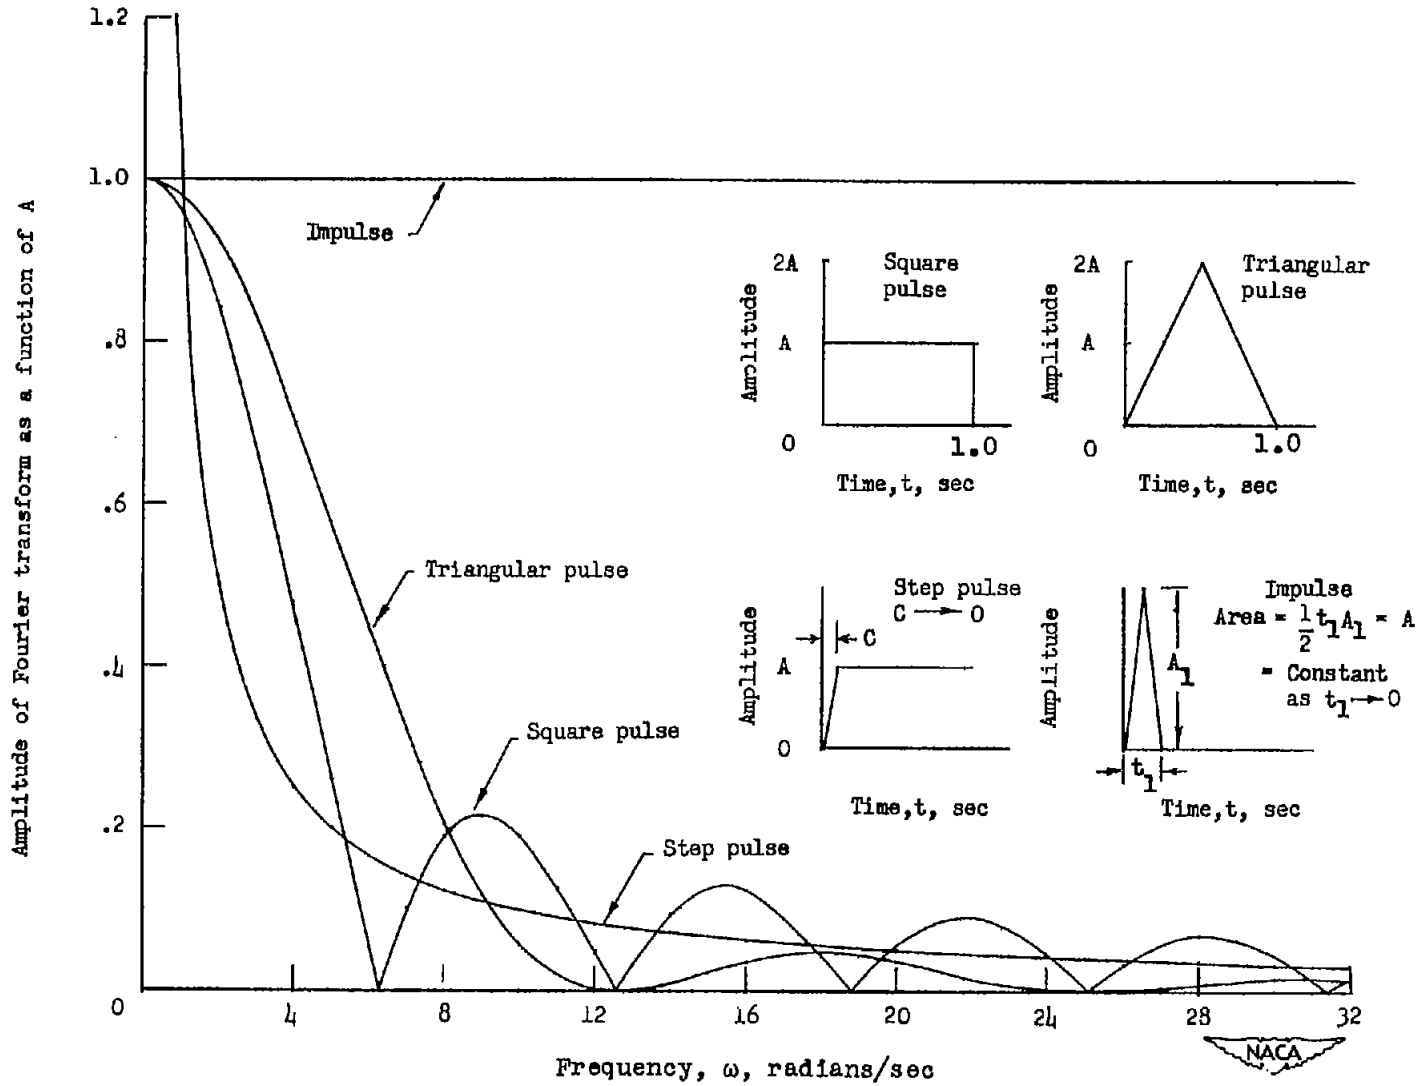 Amplitude of Fourier transform as a function of A
1.2
1.0
.8
.6
.4
.2
0
4
8
12
16
20
24
28
32
Frequency, ω, radians/sec
Impulse
Triangular pulse
Square pulse
Step pulse
Square
pulse
2A
A
0
1.0
Amplitude
Time,t, sec
Triangular
pulse
2A
A
0
1.0
Amplitude
Time,t, sec
Step pulse
C → 0
C
A
0
Amplitude
Time,t, sec
Impulse
Area = 1/2 t₁A₁ = A
= Constant
as t₁→0
A₁
t₁
Amplitude
Time,t, sec
NACA